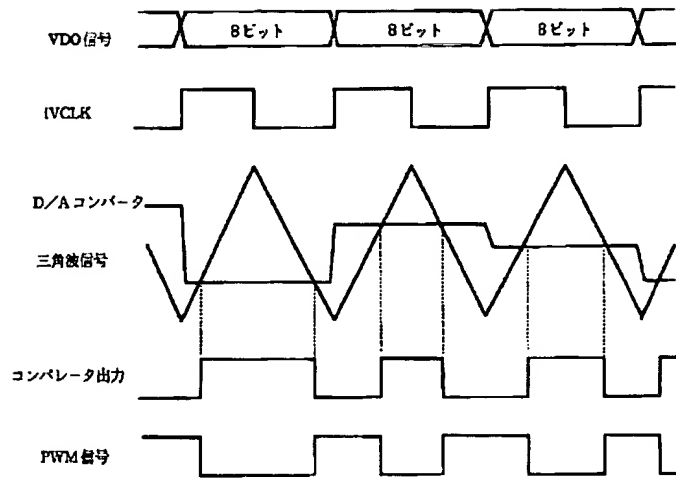 VDO信号
8ビット 8ビット 8ビット
IVCLK
D/Aコンバータ
三角波信号
コンパレータ出力
PWM信号